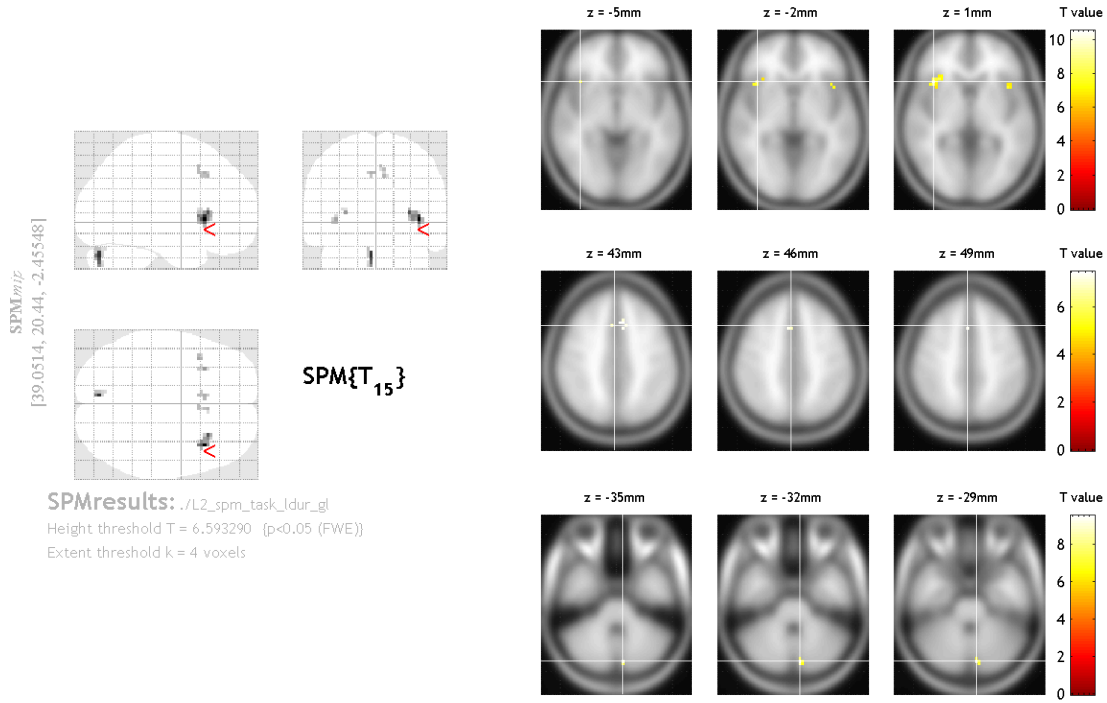 z = -5mm
z = -2mm
z = 1mm
T value
10
8
6
4
2
0
SPMmip
[39.0514, 20.44, -2.45548]
<
<
<
SPM{T15}
z = 43mm
z = 46mm
z = 49mm
T value
6
4
2
0
SPMresults: ./L2_spm_task_ldur_gl
Height threshold T = 6.593290 {p<0.05 (FWE)}
Extent threshold k = 4 voxels
z = -35mm
z = -32mm
z = -29mm
T value
8
6
4
2
0